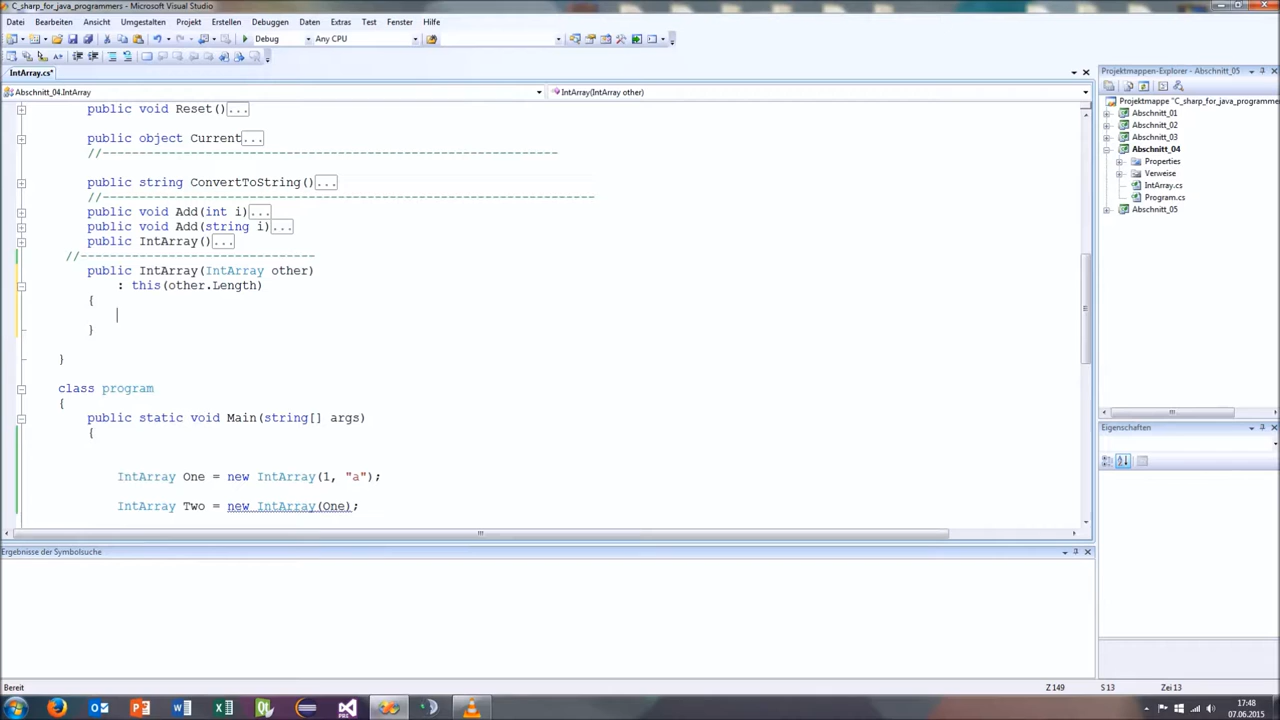 C_sharp_for_java_programmers - Microsoft Visual Studio
Datei Bearbeiten Ansicht Umgestalten Projekt Erstellen Debuggen Daten Extras Test Fenster Hilfe
Debug Any CPU
IntArray.cs*
Abschnitt_04.IntArray IntArray(IntArray other)
public void Reset()...
public object Current...
//---------------------------------------------------------------
public string ConvertToString()...
//--------------------------------------------------------------------
public void Add(int i)...
public void Add(string i)...
public IntArray()...
//--------------------------------
public IntArray(IntArray other)
: this(other.Length)
{
}
}
class program
{
public static void Main(string[] args)
{
IntArray One = new IntArray(1, "a");
IntArray Two = new IntArray(One);
Ergebnisse der Symbolsuche
Projektmappen-Explorer - Abschnitt_05
Projektmappe "C_sharp_for_java_programmers
Abschnitt_01
Abschnitt_02
Abschnitt_03
Abschnitt_04
Properties
Verweise
IntArray.cs
Program.cs
Abschnitt_05
Eigenschaften
Bereit Z 149 S 13 Zei 13
17:48
07.06.2015